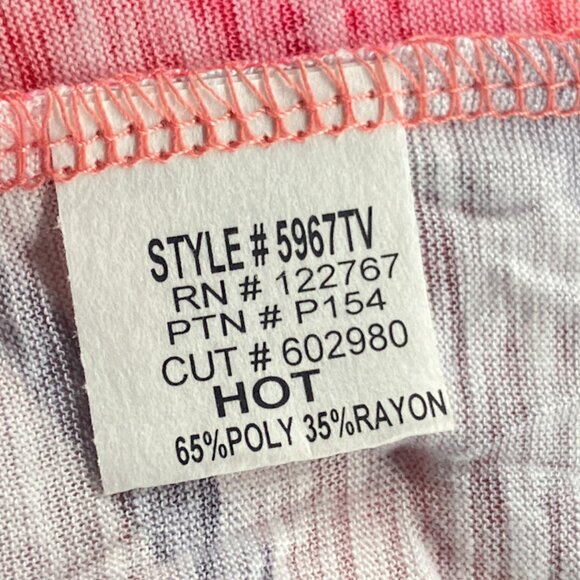 STYLE # 5967TV
RN # 122767
PTN # P154
CUT # 602980
HOT
65%POLY 35%RAYON